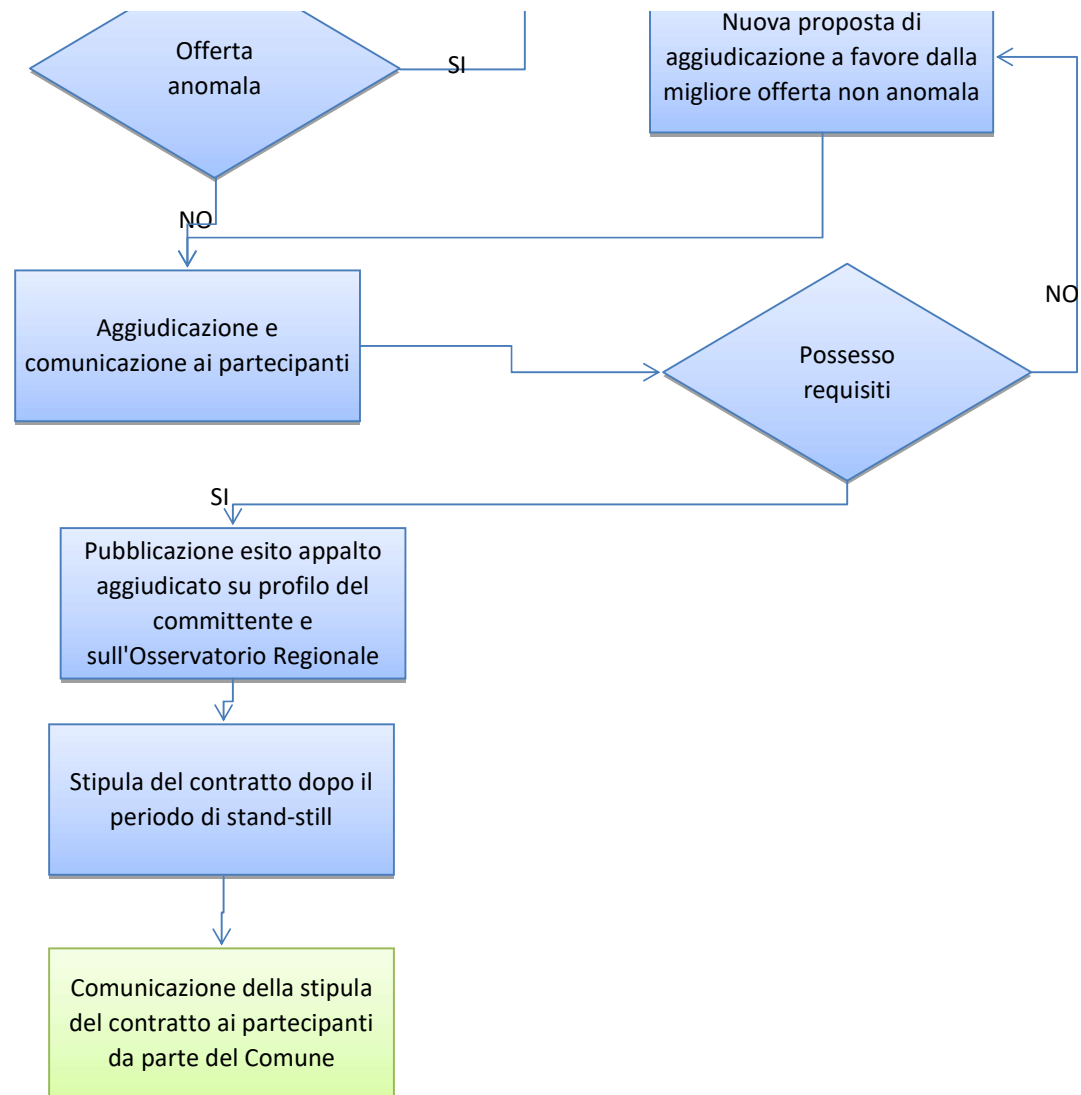 Offerta
anomala
SI
Nuova proposta di
aggiudicazione a favore dalla
migliore offerta non anomala
NO
Aggiudicazione e
comunicazione ai partecipanti
Possesso
requisiti
NO
SI
Pubblicazione esito appalto
aggiudicato su profilo del
committente e
sull'Osservatorio Regionale
Stipula del contratto dopo il
periodo di stand-still
Comunicazione della stipula
del contratto ai partecipanti
da parte del Comune